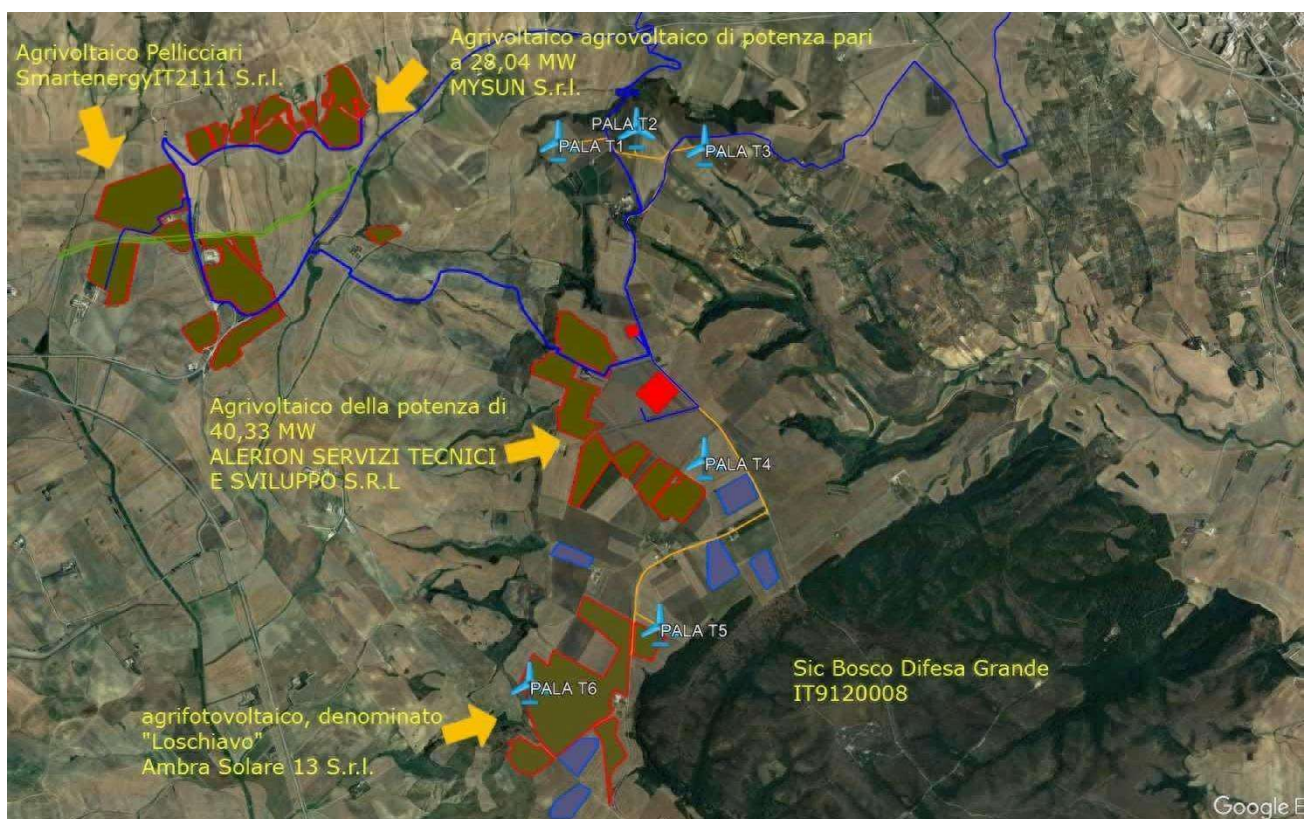 Agrivoltaico Pellicciari
SmartenergyIT2111 S.r.l.
Agrivoltaico agrovoltaico di potenza pari
a 28,04 MW
MYSUN S.r.l.
PALA T2
PALA T1
PALA T3
Agrivoltaico della potenza di
40,33 MW
ALERION SERVIZI TECNICI
E SVILUPPO S.R.L
PALA T4
PALA T5
Sic Bosco Difesa Grande
IT9120008
PALA T6
agrifotovoltaico, denominato
"Loschiavo"
Ambra Solare 13 S.r.l.
Google E